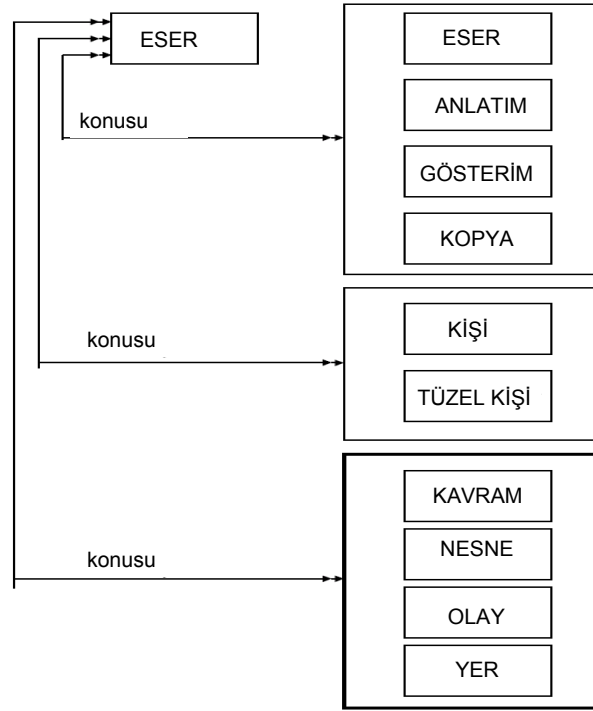 ESER
ESER
ANLATIM
konusu
GÖSTERİM
KOPYA
KİŞİ
konusu
TÜZEL KİŞİ
KAVRAM
NESNE
konusu
OLAY
YER